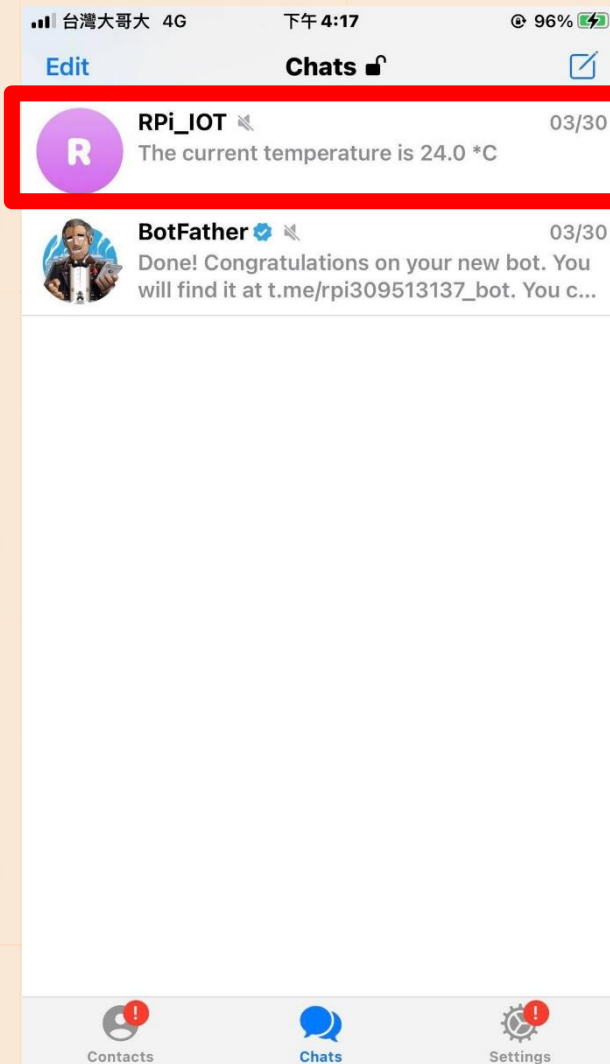 台灣大哥大 4G 下午4:17 96%
Edit Chats
R
RPi_IOT 03/30
The current temperature is 24.0 *C
BotFather 03/30
Done! Congratulations on your new bot. You
will find it at t.me/rpi309513137_bot. You c...
Contacts Chats Settings